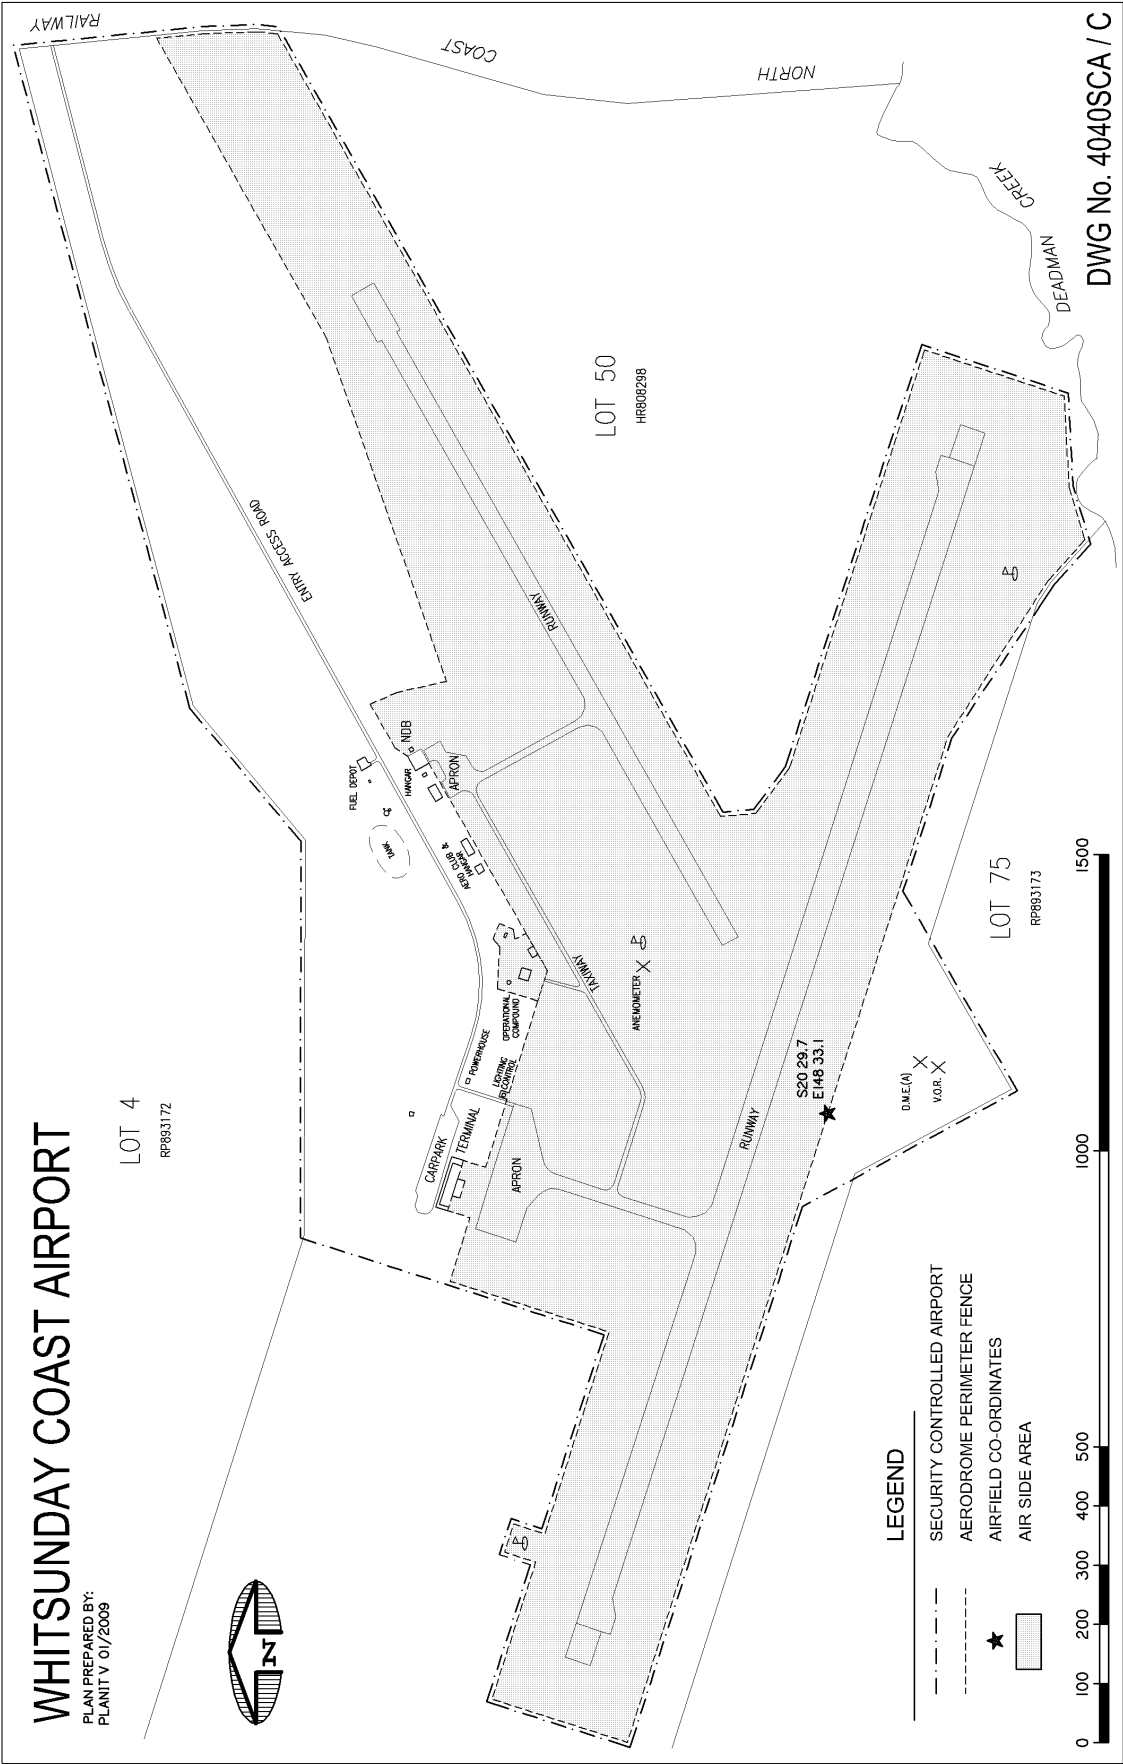 WHITSUNDAY COAST AIRPORT
PLAN PREPARED BY:
PLANIT V 01/2009
N
LOT 4
RP893172
RAILWAY
COAST
NORTH
CREEK
DEADMAN
ENTRY ACCESS ROAD
LOT 50
HR808298
RUNWAY
FUEL DEPOT
TANK
HANGAR
NDB
APRON
AERO CLUB &
HANGAR
TAXIWAY
ANEMOMETER
OPERATIONAL
COMPOUND
POWERHOUSE
LIGHTING
CONTROL
CARPARK
TERMINAL
APRON
RUNWAY
S20 29.7
E148 33.1
D.M.E.(A)
V.O.R.
LOT 75
RP893173
LEGEND
SECURITY CONTROLLED AIRPORT
AERODROME PERIMETER FENCE
AIRFIELD CO-ORDINATES
AIR SIDE AREA
0 100 200 300 400 500 1000 1500
DWG No. 4040SCA / C